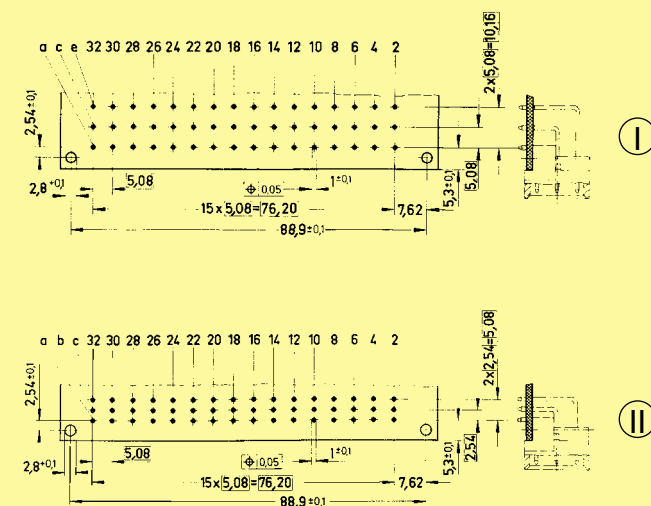 a c e 32 30 28 26 24 22 20 18 16 14 12 10 8 6 4 2
2x5,08=10,16
2,54±0,1
I
2,8+0,1
5,08
⌖ 0,05
1±0,1
7,62
5,3±0,1
5,08
15x5,08=76,20
88,9±0,1
a b c 32 30 28 26 24 22 20 18 16 14 12 10 8 6 4 2
2x2,54=5,08
2,54±0,1
II
2,8+0,1
5,08
⌖ 0,05
1±0,1
5,3±0,1
2,54
15x5,08=76,20
7,62
88,9±0,1